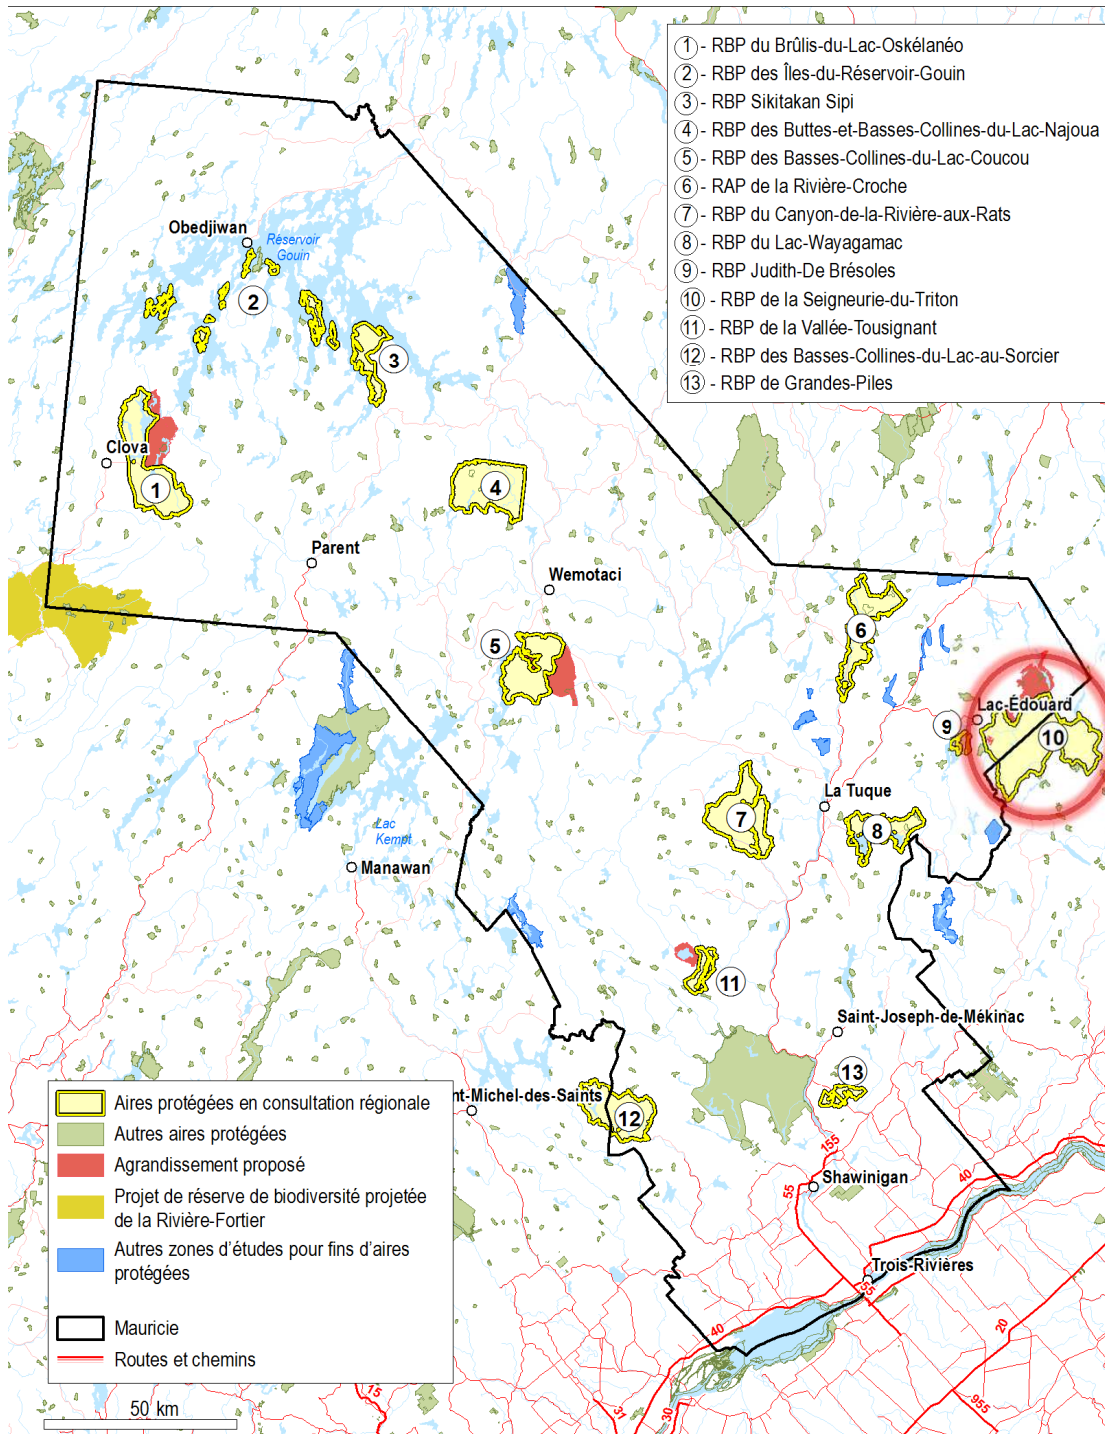 1 - RBP du Brûlis-du-Lac-Oskélanéo
2 - RBP des Îles-du-Réservoir-Gouin
3 - RBP Sikitakan Sipi
4 - RBP des Buttes-et-Basses-Collines-du-Lac-Najoua
5 - RBP des Basses-Collines-du-Lac-Coucou
6 - RAP de la Rivière-Croche
7 - RBP du Canyon-de-la-Rivière-aux-Rats
8 - RBP du Lac-Wayagamac
9 - RBP Judith-De Brésoles
10 - RBP de la Seigneurie-du-Triton
11 - RBP de la Vallée-Tousignant
12 - RBP des Basses-Collines-du-Lac-au-Sorcier
13 - RBP de Grandes-Piles
Obedjiwan
Réservoir
Gouin
2
3
Clova
1
4
Parent
Wemotaci
5
6
Lac-Édouard
9
10
La Tuque
7
8
Lac
Kempt
Manawan
11
Saint-Joseph-de-Mékinac
13
nt-Michel-des-Saints
12
155
55
Shawinigan
40
Trois-Rivières
55
40
20
955
31
30
15
Aires protégées en consultation régionale
Autres aires protégées
Agrandissement proposé
Projet de réserve de biodiversité projetée
de la Rivière-Fortier
Autres zones d'études pour fins d'aires
protégées
Mauricie
Routes et chemins
50 km